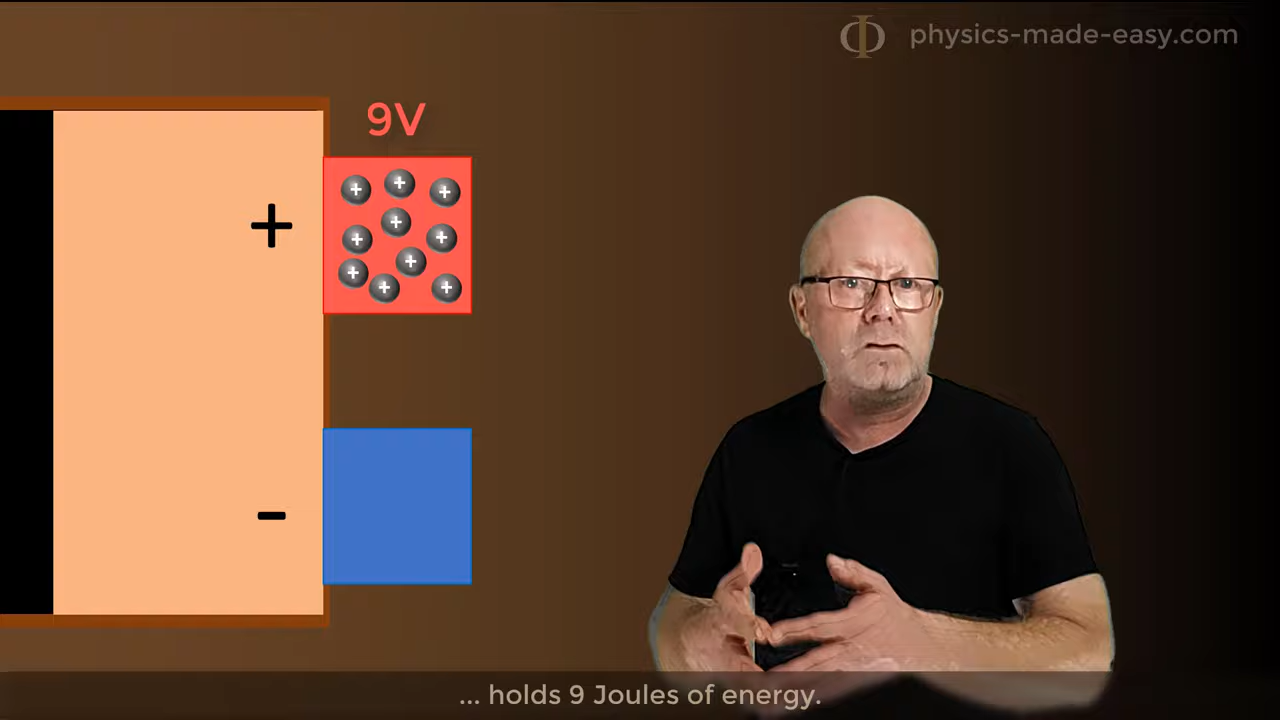 physics-made-easy.com
9V
+
+ + +
+
+ +
+
+
+ +
-
... holds 9 Joules of energy.